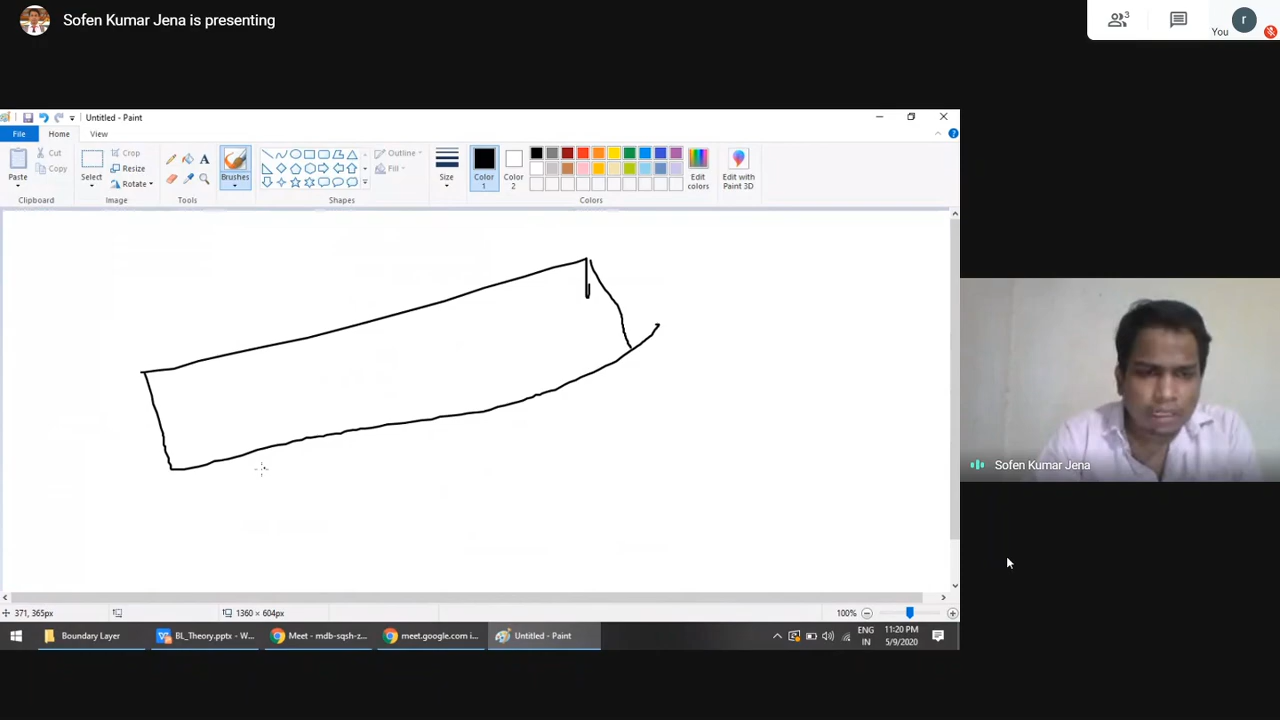 Sofen Kumar Jena is presenting
3
r
You
Untitled - Paint
File
Home
View
Paste
Cut
Copy
Clipboard
Select
Crop
Resize
Rotate
Image
A
Tools
Brushes
Outline
Fill
Shapes
Size
Color 1
Color 2
Edit colors
Edit with Paint 3D
Colors
Sofen Kumar Jena
371, 365px
1360 × 604px
100%
Boundary Layer
BL_Theory.pptx - W...
Meet - mdb-sqsh-z...
meet.google.com i...
Untitled - Paint
ENG
IN
11:20 PM
5/9/2020